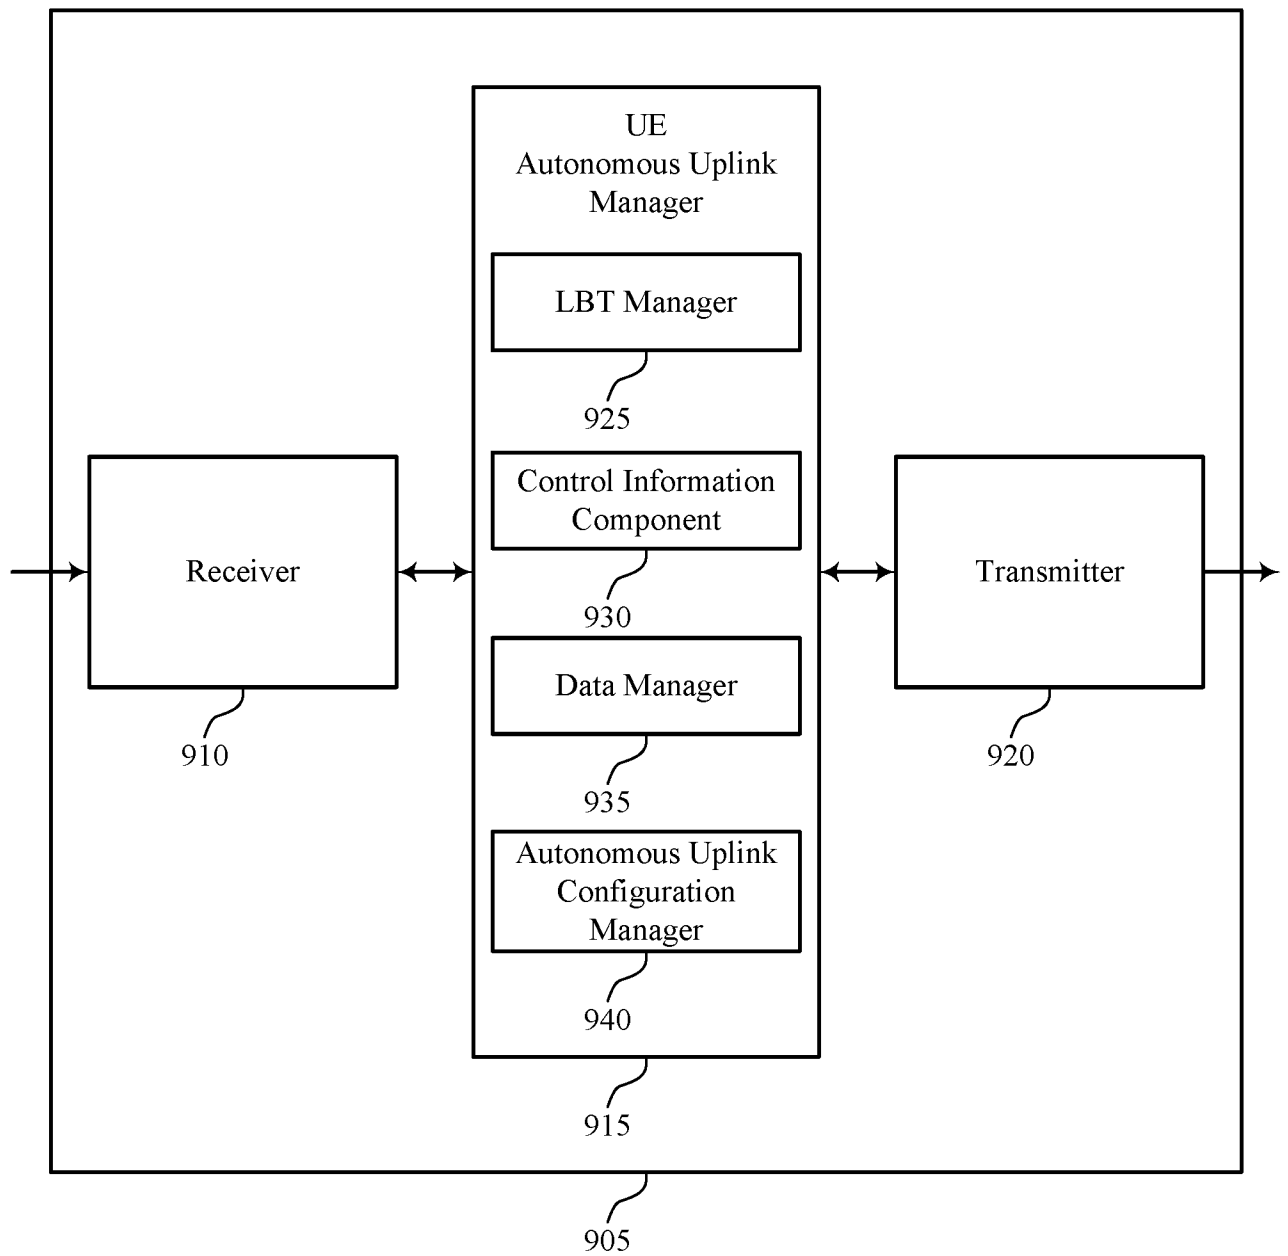 UE
Autonomous Uplink
Manager
LBT Manager
925
Control Information
Component
930
Receiver
910
Transmitter
920
Data Manager
935
Autonomous Uplink
Configuration
Manager
940
915
905